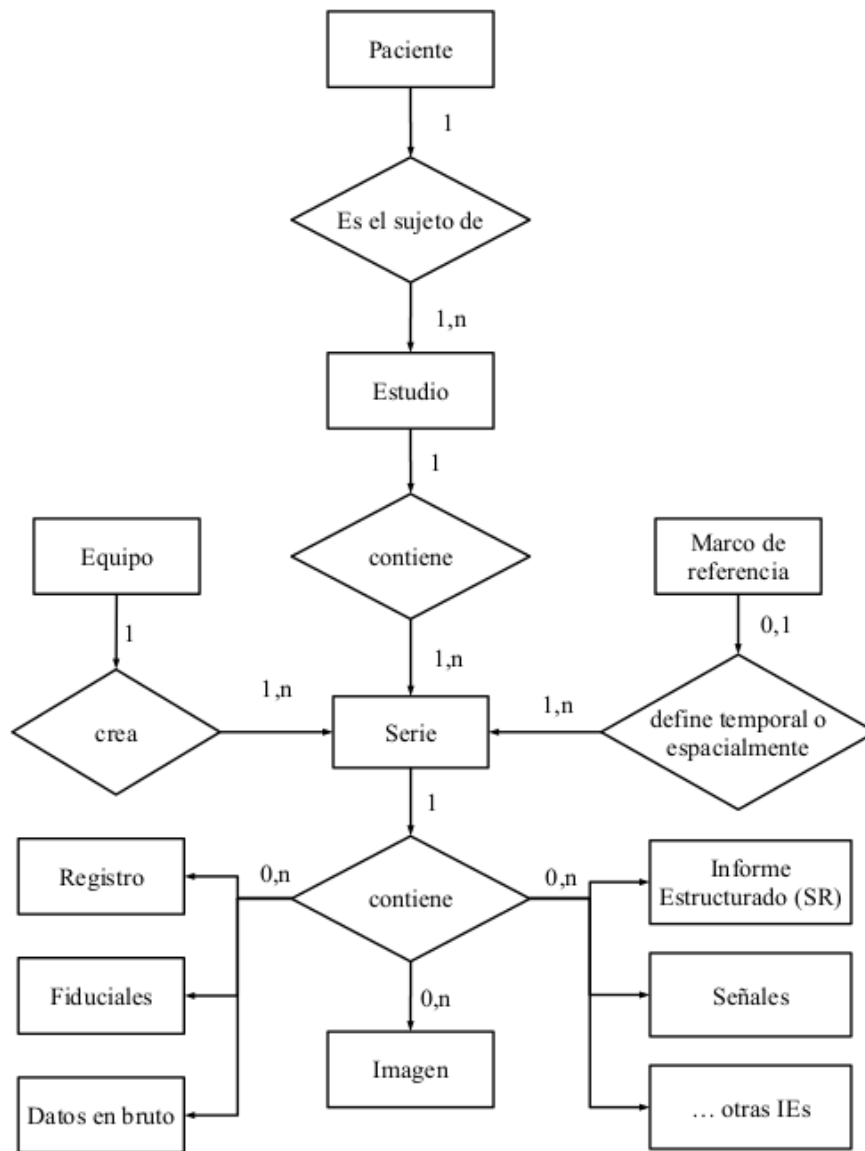 Paciente
1
Es el sujeto de
1,n
Estudio
1
Equipo
contiene
Marco de
referencia
1
0,1
1,n
1,n
1,n
crea
Serie
define temporal o
espacialmente
1
Registro
0,n
contiene
0,n
Informe
Estructurado (SR)
Fiduciales
0,n
Señales
Datos en bruto
Imagen
… otras IEs